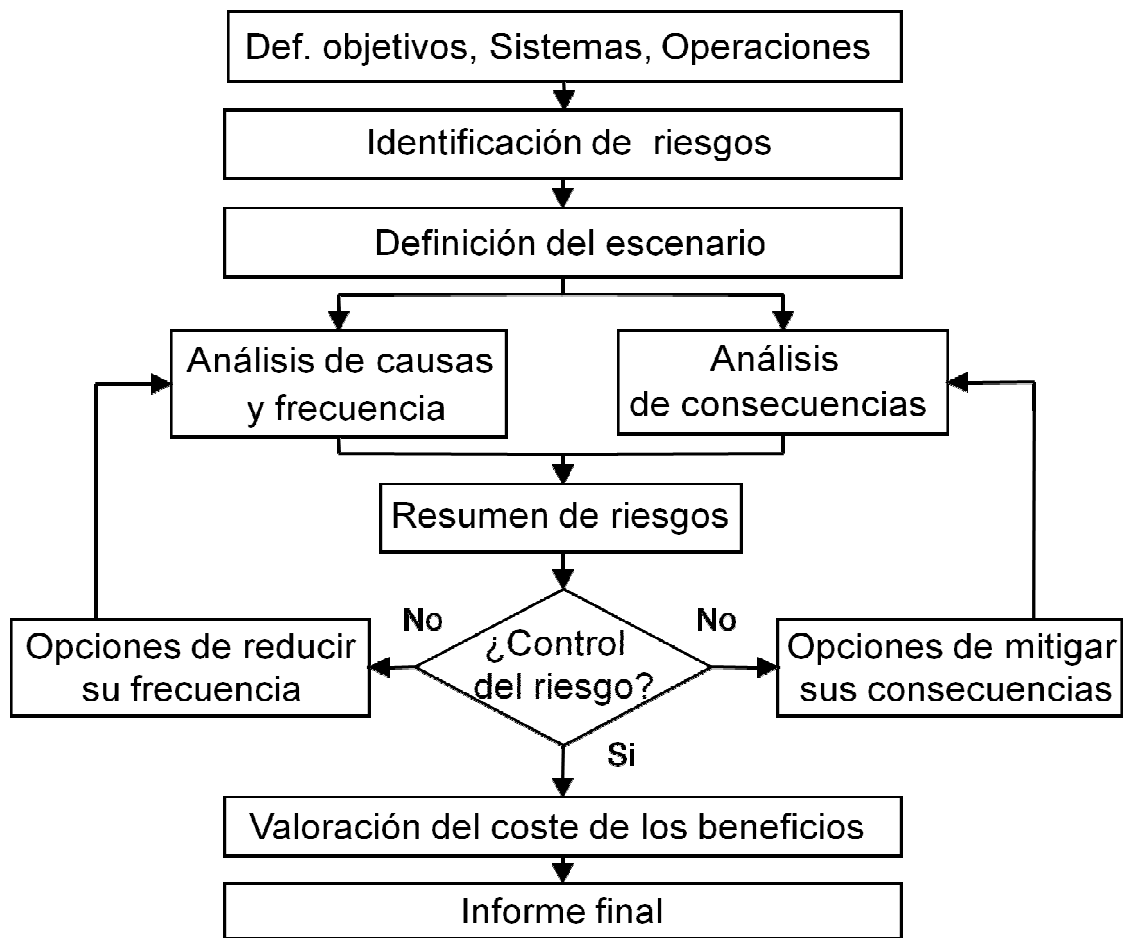 Def. objetivos, Sistemas, Operaciones
Identificación de riesgos
Definición del escenario
Análisis de causas
y frecuencia
Análisis
de consecuencias
Resumen de riesgos
No
No
Opciones de reducir
su frecuencia
¿Control
del riesgo?
Opciones de mitigar
sus consecuencias
Si
Valoración del coste de los beneficios
Informe final